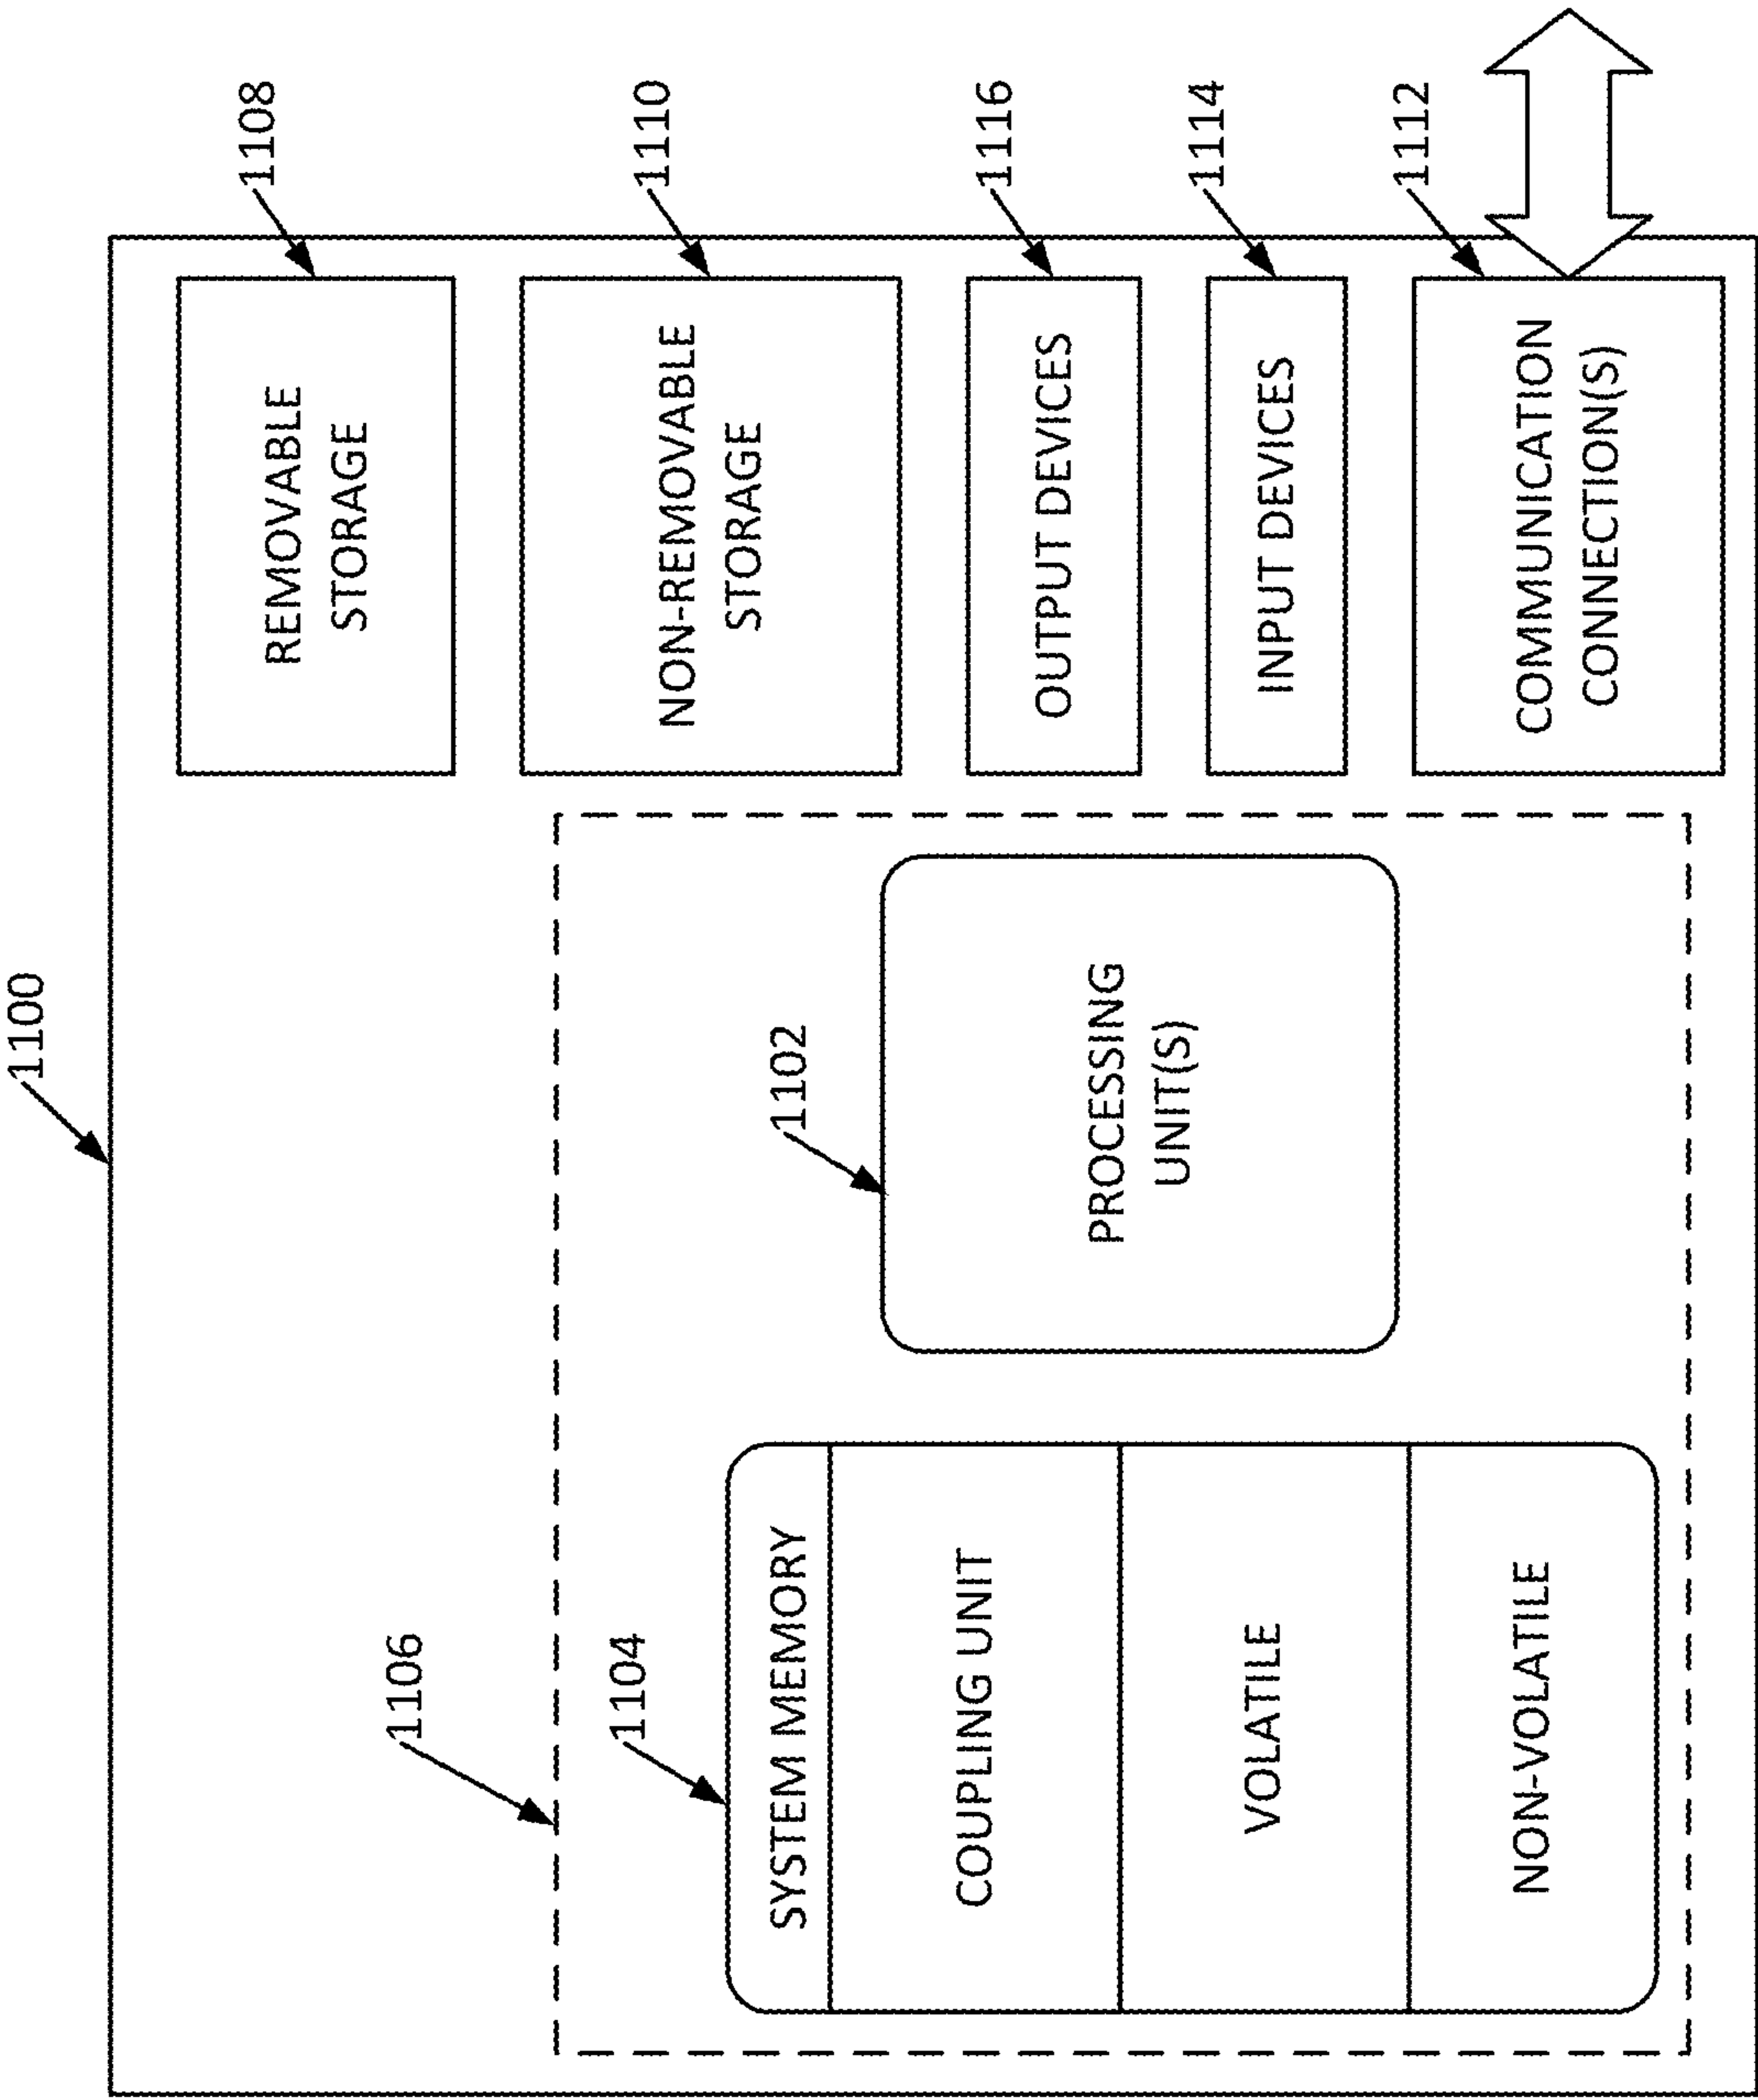 1100
1106
1104
SYSTEM MEMORY
COUPLING UNIT
VOLATILE
NON-VOLATILE
1102
PROCESSING
UNIT(S)
1108
REMOVABLE
STORAGE
1110
NON-REMOVABLE
STORAGE
1116
OUTPUT DEVICES
1114
INPUT DEVICES
1112
COMMUNICATION
CONNECTION(S)